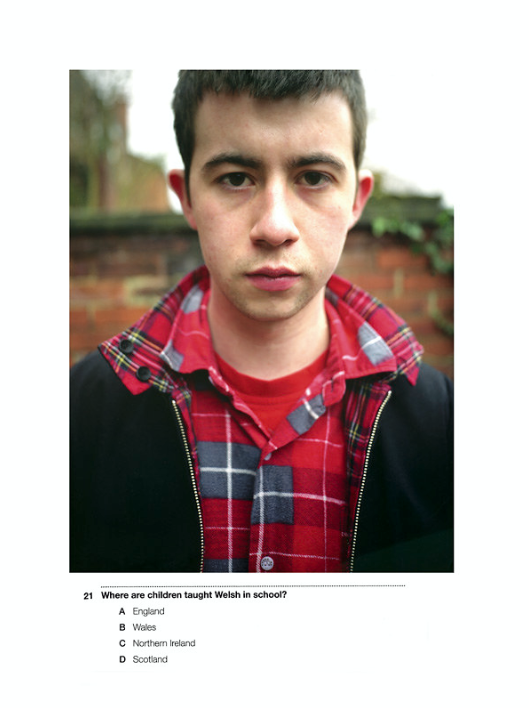 21 Where are children taught Welsh in school?
A England
B Wales
C Northern Ireland
D Scotland